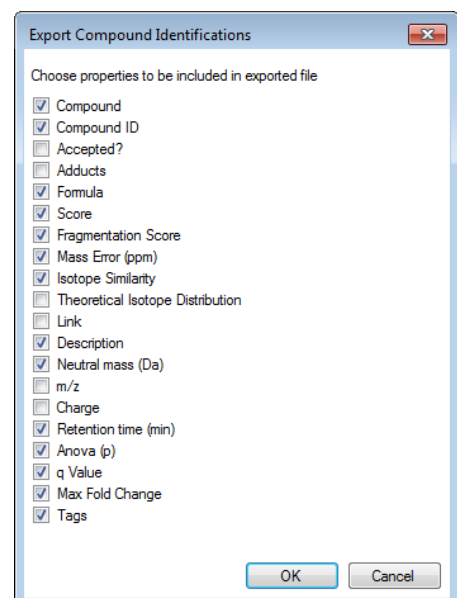 Export Compound Identifications
Choose properties to be included in exported file
Compound
Compound ID
Accepted?
Adducts
Formula
Score
Fragmentation Score
Mass Error (ppm)
Isotope Similarity
Theoretical Isotope Distribution
Link
Description
Neutral mass (Da)
m/z
Charge
Retention time (min)
Anova (p)
q Value
Max Fold Change
Tags
OK Cancel